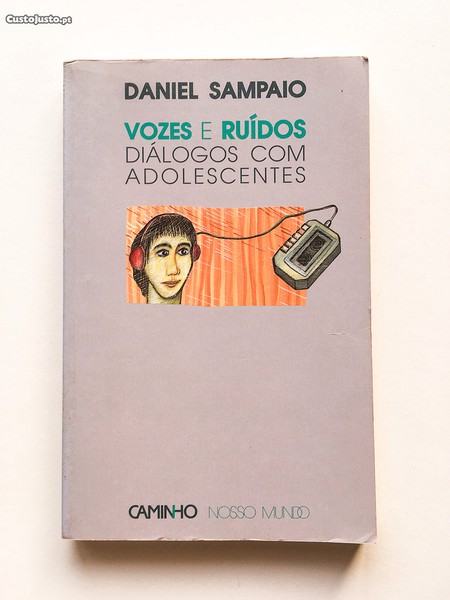 CustoJusto.pt
DANIEL SAMPAIO
VOZES E RUÍDOS
DIÁLOGOS COM
ADOLESCENTES
CAMINHO NOSSO MUNDO